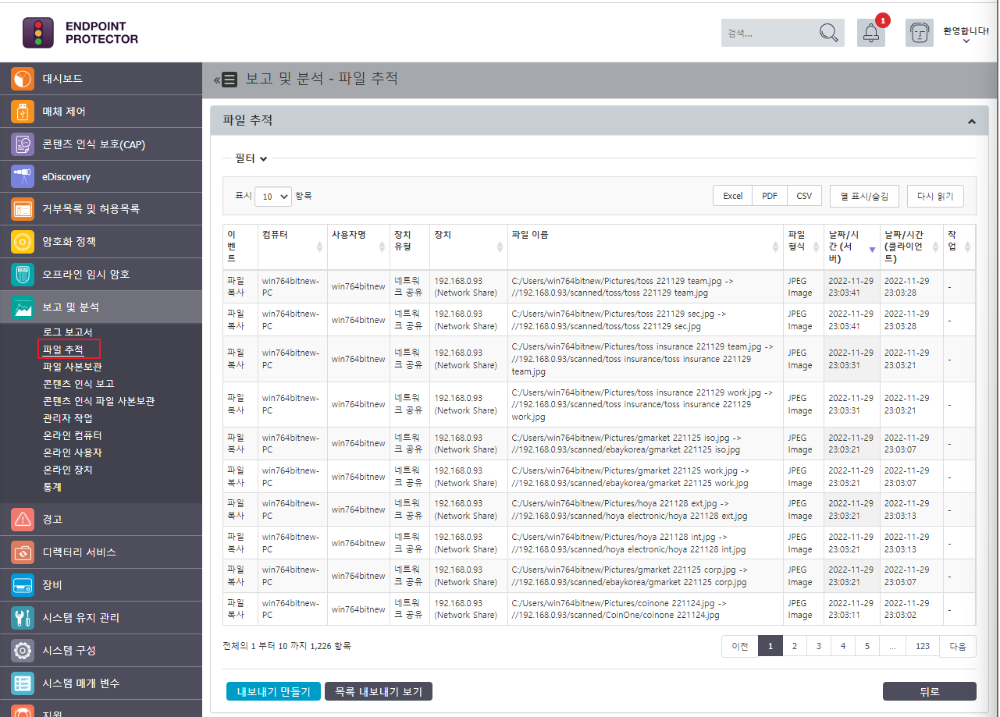 ENDPOINT
PROTECTOR
검색...
1
환영합니다!
대시보드
매체 제어
콘텐츠 인식 보호(CAP)
eDiscovery
거부목록 및 허용목록
암호화 정책
오프라인 임시 암호
보고 및 분석
로그 보고서
파일 추적
파일 사본보관
콘텐츠 인식 보고
콘텐츠 인식 파일 사본보관
관리자 작업
온라인 컴퓨터
온라인 사용자
온라인 장치
통계
경고
디렉터리 서비스
장비
시스템 유지 관리
시스템 구성
시스템 매개 변수
지원
« 보고 및 분석 - 파일 추적
파일 추적
필터
표시 10 항목 Excel PDF CSV 열 표시/숨김 다시 읽기
이 컴퓨터 사용자명 장치 장치 파일 이름 파일 날짜/시 날짜/시간 작
벤 유형 형식 간 (서 (클라이언 업
트 버) 트)
파일 win764bitnew- win764bitnew 네트워 192.168.0.93 C:/Users/win764bitnew/Pictures/toss 221129 team.jpg -> JPEG 2022-11-29 2022-11-29 -
복사 PC 크 공유 (Network Share) //192.168.0.93/scanned/toss/toss 221129 team.jpg Image 23:03:41 23:03:28
파일 win764bitnew- win764bitnew 네트워 192.168.0.93 C:/Users/win764bitnew/Pictures/toss 221129 sec.jpg -> JPEG 2022-11-29 2022-11-29 -
복사 PC 크 공유 (Network Share) //192.168.0.93/scanned/toss/toss 221129 sec.jpg Image 23:03:41 23:03:28
파일 win764bitnew- win764bitnew 네트워 192.168.0.93 C:/Users/win764bitnew/Pictures/toss insurance 221129 team.jpg -> JPEG 2022-11-29 2022-11-29 -
복사 PC 크 공유 (Network Share) //192.168.0.93/scanned/toss insurance/toss insurance 221129 Image 23:03:31 23:03:21
team.jpg
파일 win764bitnew- win764bitnew 네트워 192.168.0.93 C:/Users/win764bitnew/Pictures/toss insurance 221129 work.jpg -> JPEG 2022-11-29 2022-11-29 -
복사 PC 크 공유 (Network Share) //192.168.0.93/scanned/toss insurance/toss insurance 221129 Image 23:03:31 23:03:21
work.jpg
파일 win764bitnew- win764bitnew 네트워 192.168.0.93 C:/Users/win764bitnew/Pictures/gmarket 221125 iso.jpg -> JPEG 2022-11-29 2022-11-29 -
복사 PC 크 공유 (Network Share) //192.168.0.93/scanned/ebaykorea/gmarket 221125 iso.jpg Image 23:03:21 23:03:07
파일 win764bitnew- win764bitnew 네트워 192.168.0.93 C:/Users/win764bitnew/Pictures/gmarket 221125 work.jpg -> JPEG 2022-11-29 2022-11-29 -
복사 PC 크 공유 (Network Share) //192.168.0.93/scanned/ebaykorea/gmarket 221125 work.jpg Image 23:03:21 23:03:07
파일 win764bitnew- win764bitnew 네트워 192.168.0.93 C:/Users/win764bitnew/Pictures/hoya 221128 ext.jpg -> JPEG 2022-11-29 2022-11-29 -
복사 PC 크 공유 (Network Share) //192.168.0.93/scanned/hoya electronic/hoya 221128 ext.jpg Image 23:03:21 23:03:13
파일 win764bitnew- win764bitnew 네트워 192.168.0.93 C:/Users/win764bitnew/Pictures/hoya 221128 int.jpg -> JPEG 2022-11-29 2022-11-29 -
복사 PC 크 공유 (Network Share) //192.168.0.93/scanned/hoya electronic/hoya 221128 int.jpg Image 23:03:21 23:03:13
파일 win764bitnew- win764bitnew 네트워 192.168.0.93 C:/Users/win764bitnew/Pictures/gmarket 221125 corp.jpg -> JPEG 2022-11-29 2022-11-29 -
복사 PC 크 공유 (Network Share) //192.168.0.93/scanned/ebaykorea/gmarket 221125 corp.jpg Image 23:03:21 23:03:07
파일 win764bitnew- win764bitnew 네트워 192.168.0.93 C:/Users/win764bitnew/Pictures/coinone 221124.jpg -> JPEG 2022-11-29 2022-11-29 -
복사 PC 크 공유 (Network Share) //192.168.0.93/scanned/CoinOne/coinone 221124.jpg Image 23:03:11 23:03:02
전체의 1 부터 10 까지 1,226 항목 이전 1 2 3 4 5 ... 123 다음
내보내기 만들기 목록 내보내기 보기 뒤로